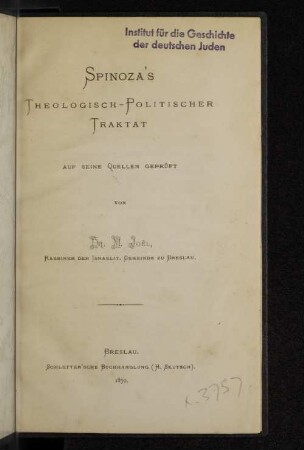 Institut für die Geschichte
der deutschen Juden
SPINOZA'S
THEOLOGISCH-POLITISCHER
TRAKTAT
AUF SEINE QUELLEN GEPRÜFT
VON
DR. M. JOËL,
RABBINER DER ISRAELIT. GEMEINDE ZU BRESLAU.
BRESLAU.
SCHLETTER'SCHE BUCHHANDLUNG. (H. SKUTSCH).
1870.
3757